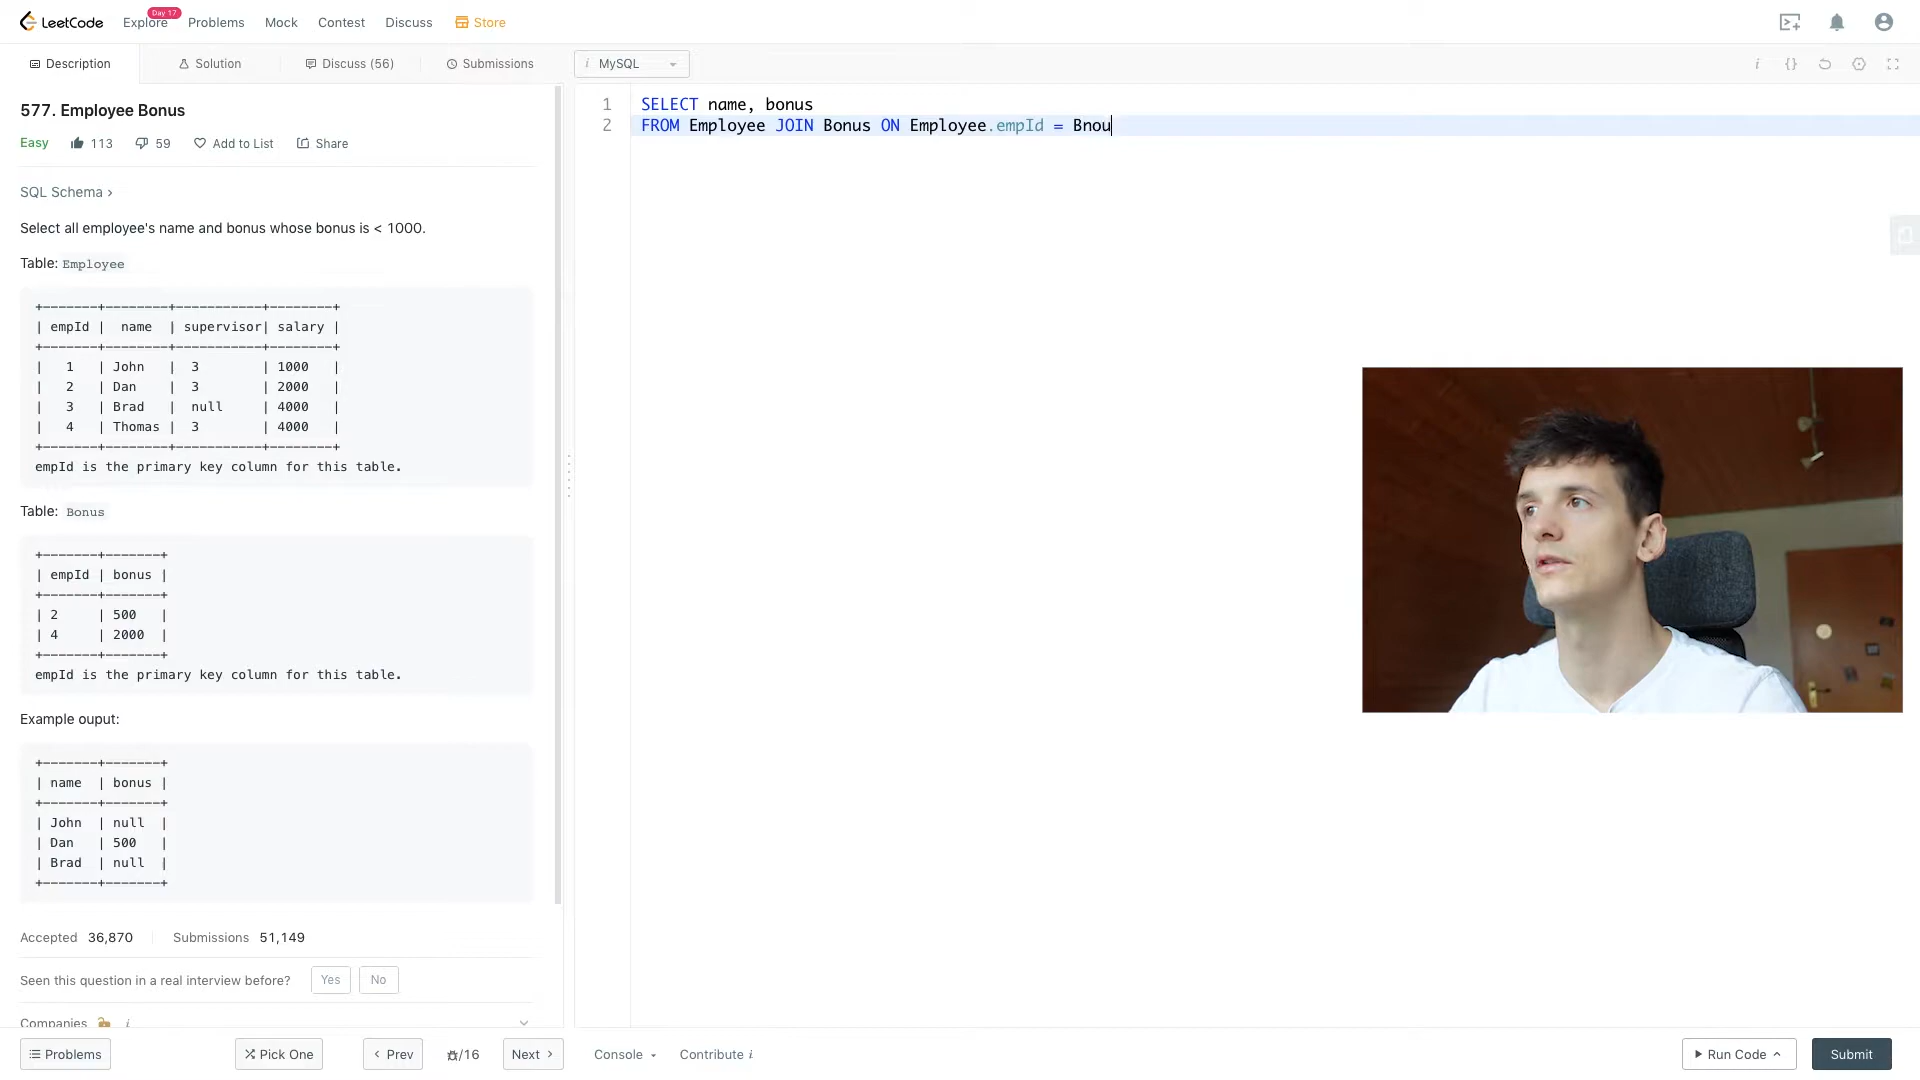 LeetCode
Explore
Day 17
Problems
Mock
Contest
Discuss
Store
Description
Solution
Discuss (56)
Submissions
i MySQL
i {}
577. Employee Bonus
Easy
113
59
Add to List
Share
SQL Schema ›
Select all employee's name and bonus whose bonus is < 1000.
Table: Employee
+-------+--------+-----------+--------+
| empId |  name  | supervisor| salary |
+-------+--------+-----------+--------+
|   1   | John   |  3        | 1000   |
|   2   | Dan    |  3        | 2000   |
|   3   | Brad   |  null     | 4000   |
|   4   | Thomas |  3        | 4000   |
+-------+--------+-----------+--------+
empId is the primary key column for this table.
Table: Bonus
+-------+-------+
| empId | bonus |
+-------+-------+
| 2     | 500   |
| 4     | 2000  |
+-------+-------+
empId is the primary key column for this table.
Example ouput:
+-------+-------+
| name  | bonus |
+-------+-------+
| John  | null  |
| Dan   | 500   |
| Brad  | null  |
+-------+-------+
Accepted 36,870
Submissions 51,149
Seen this question in a real interview before?
Yes
No
Companies i
1 SELECT name, bonus
2 FROM Employee JOIN Bonus ON Employee.empId = Bnou
Problems
Pick One
‹ Prev
/16
Next ›
Console
Contribute i
Run Code
Submit